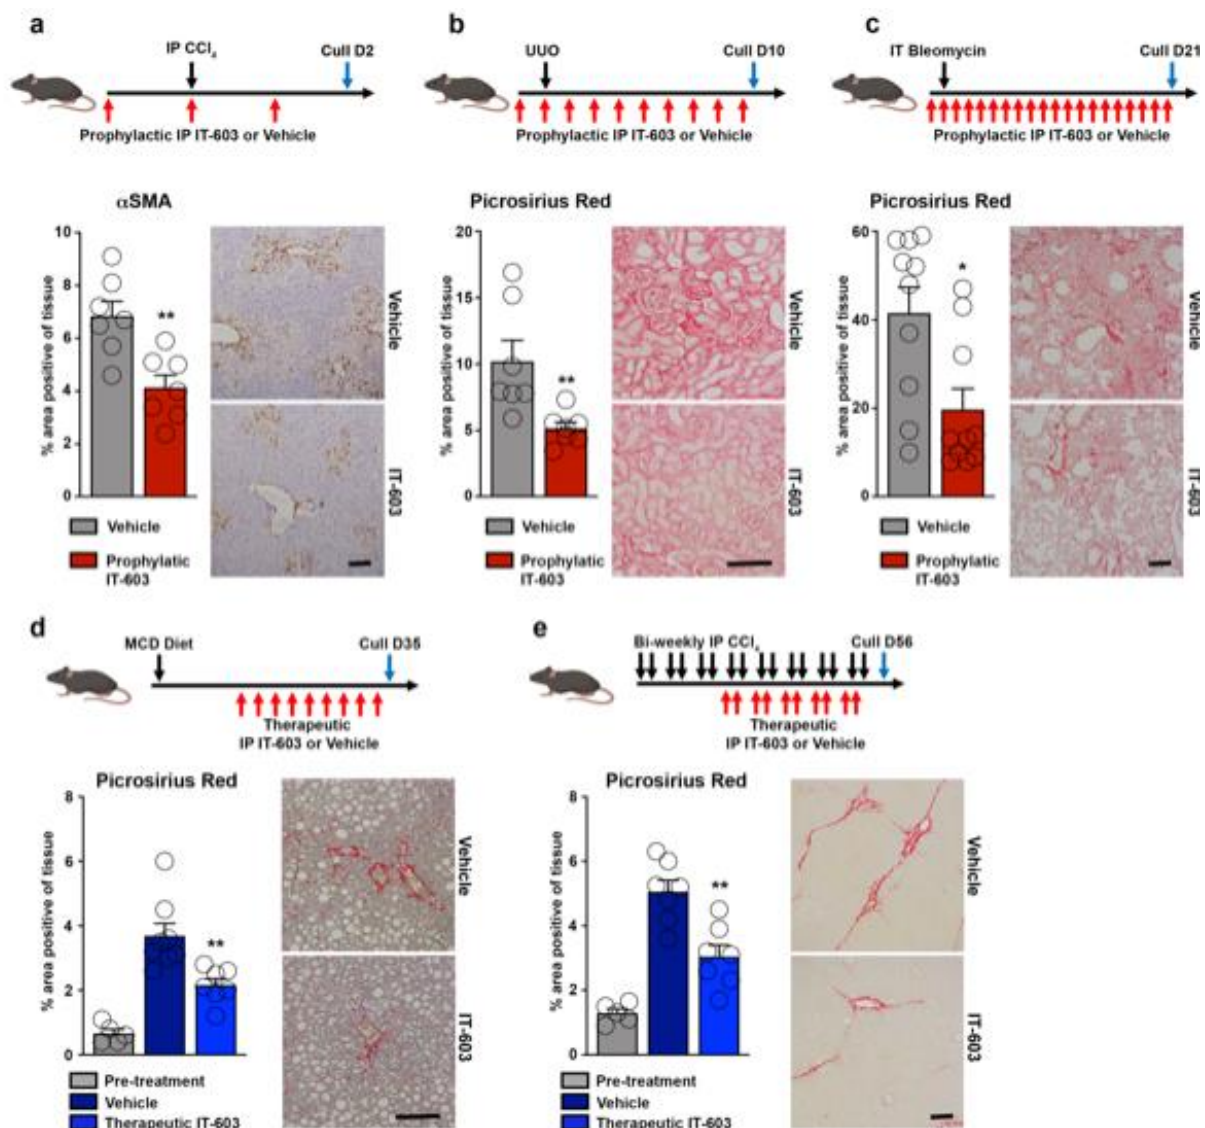 a
IP CCl4
Cull D2
Prophylactic IP IT-603 or Vehicle
αSMA
% area positive of tissue
10
8
6
4
2
0
**
Vehicle
IT-603
Vehicle
Prophylatic
IT-603
b
UUO
Cull D10
Prophylactic IP IT-603 or Vehicle
Picrosirius Red
% area positive of tissue
20
15
10
5
0
**
Vehicle
IT-603
Vehicle
Prophylatic
IT-603
c
IT Bleomycin
Cull D21
Prophylactic IP IT-603 or Vehicle
Picrosirius Red
% area positive of tissue
60
40
20
0
*
Vehicle
IT-603
Vehicle
Prophylatic
IT-603
d
MCD Diet
Cull D35
Therapeutic
IP IT-603 or Vehicle
Picrosirius Red
% area positive of tissue
8
6
4
2
0
**
Vehicle
IT-603
Pre-treatment
Vehicle
Therapeutic IT-603
e
Bi-weekly IP CCl4
Cull D56
Therapeutic
IP IT-603 or Vehicle
Picrosirius Red
% area positive of tissue
8
6
4
2
0
**
Vehicle
IT-603
Pre-treatment
Vehicle
Therapeutic IT-603